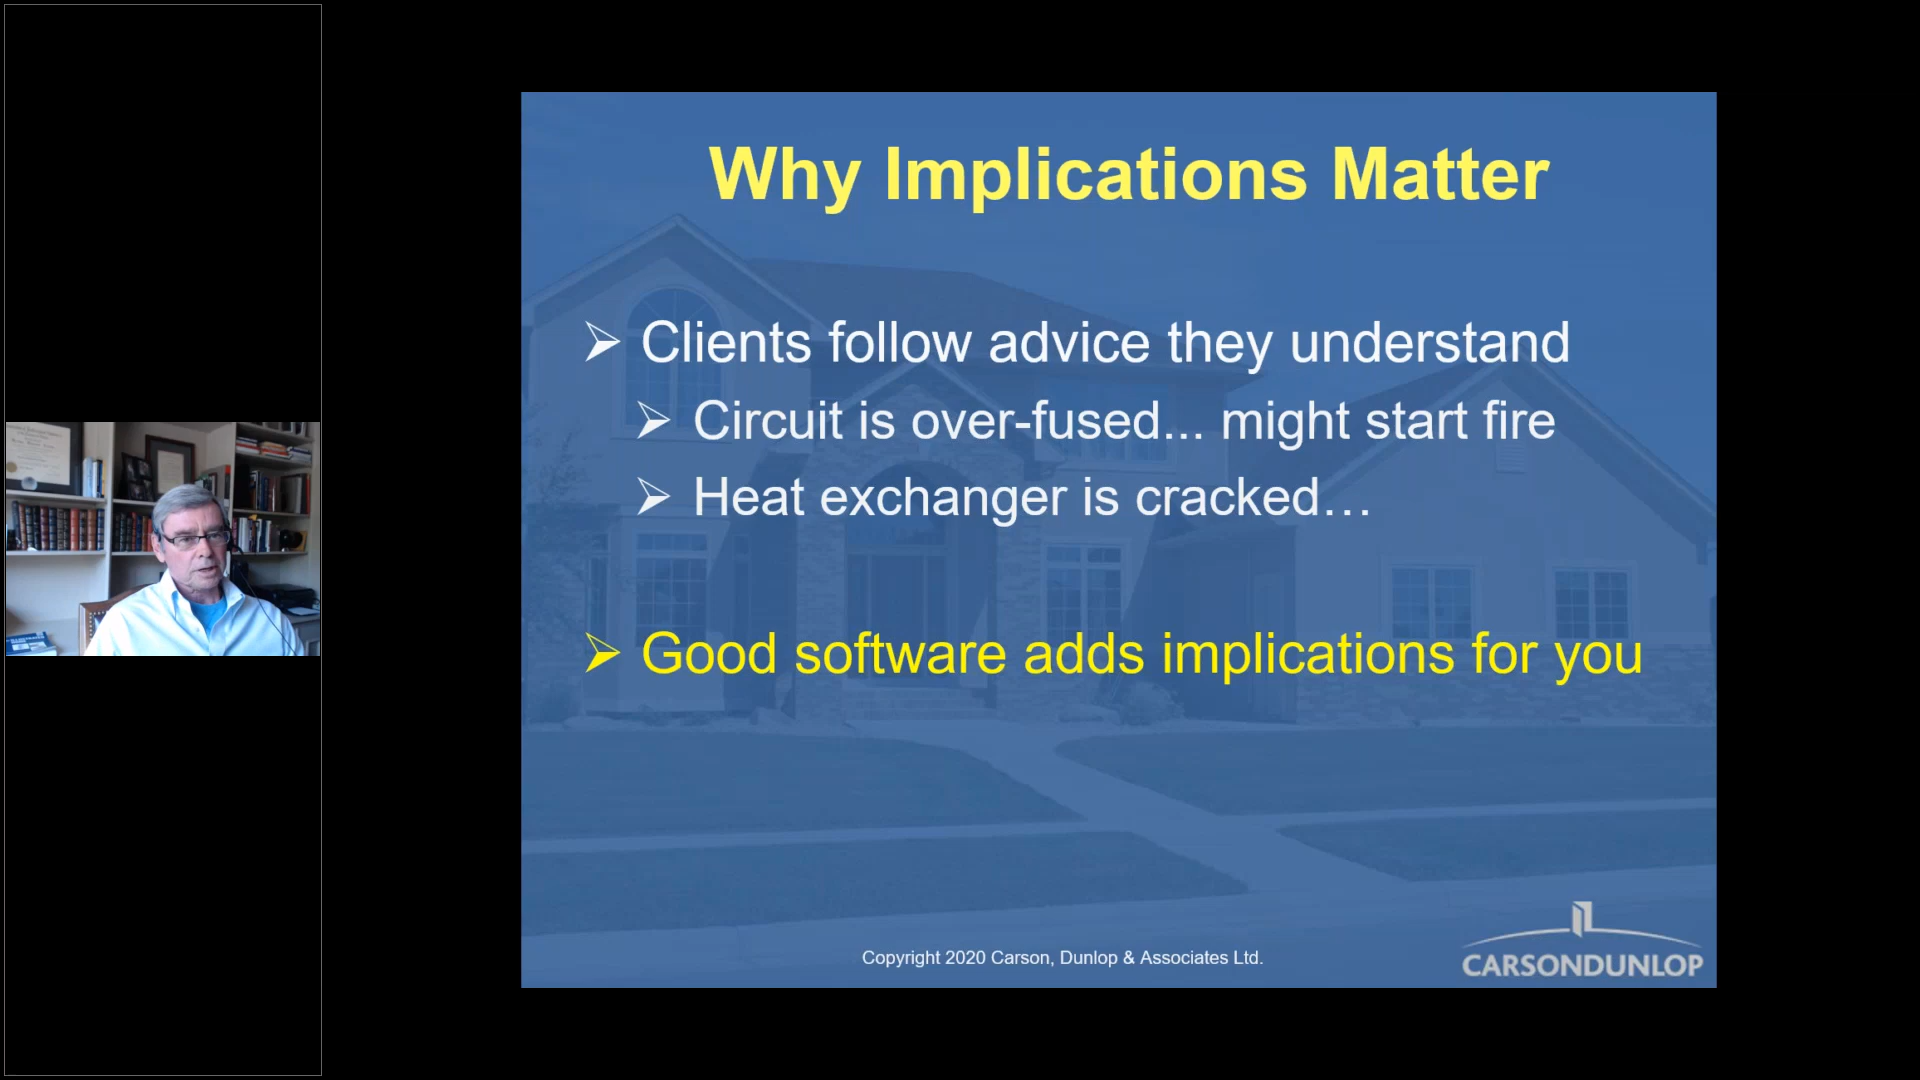 Why Implications Matter
Clients follow advice they understand
Circuit is over-fused... might start fire
Heat exchanger is cracked…
Good software adds implications for you
Copyright 2020 Carson, Dunlop & Associates Ltd.
CARSONDUNLOP